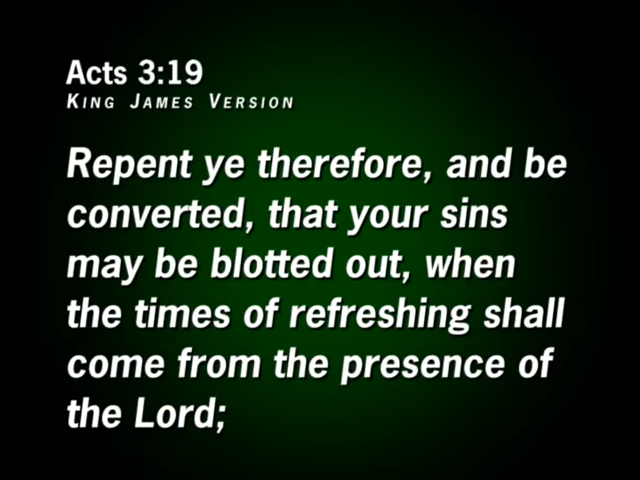 Acts 3:19
King James Version
Repent ye therefore, and be
converted, that your sins
may be blotted out, when
the times of refreshing shall
come from the presence of
the Lord;